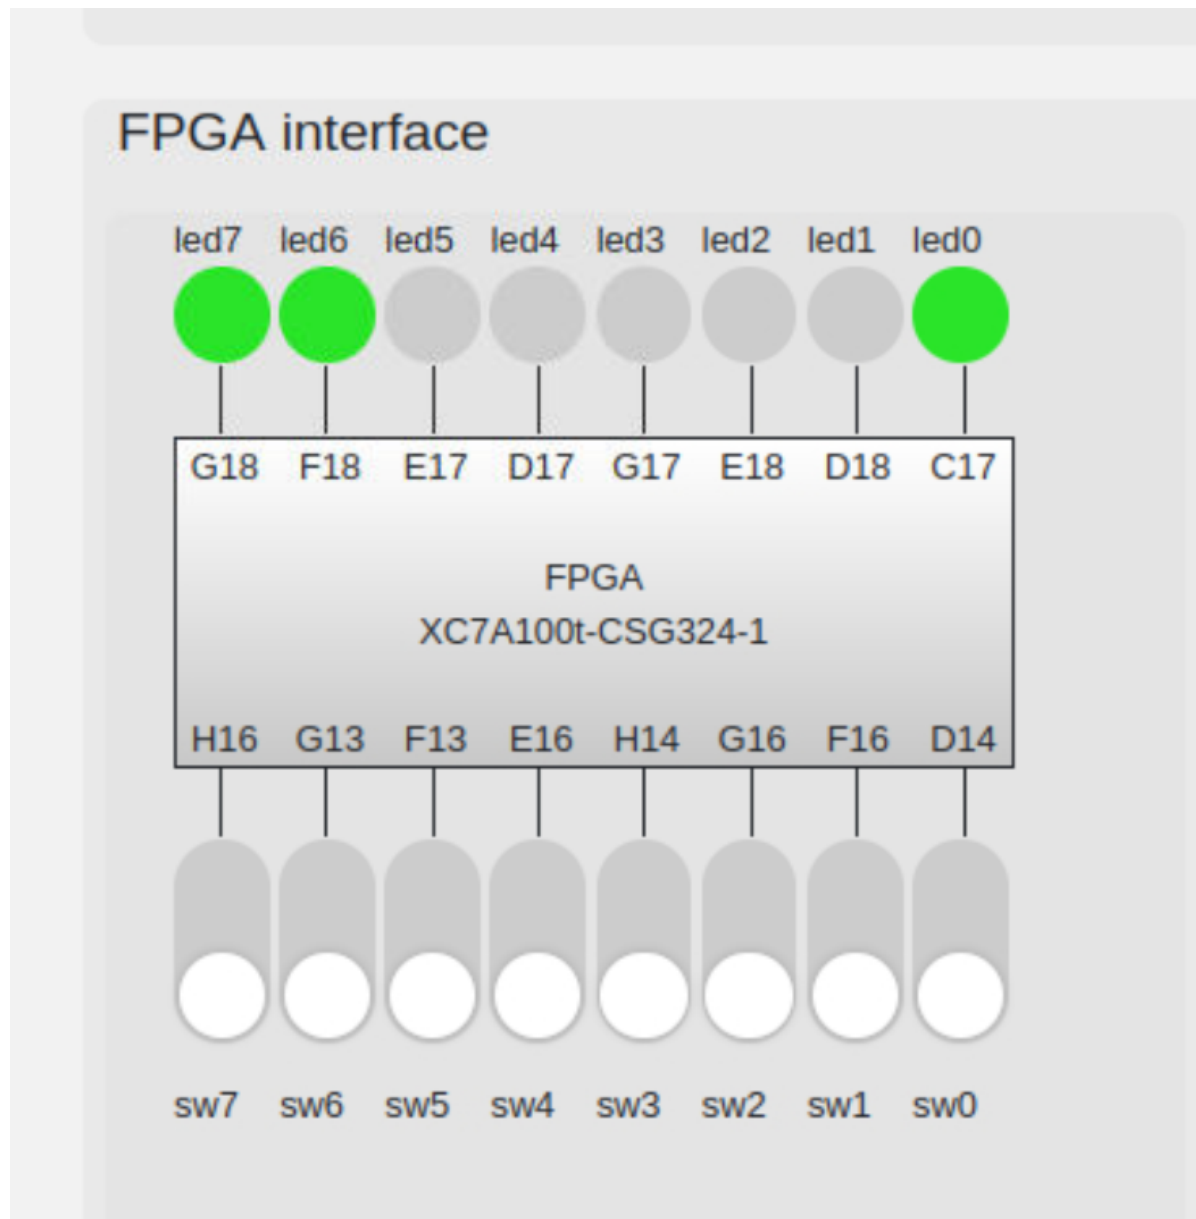 FPGA interface
led7 led6 led5 led4 led3 led2 led1 led0
G18 F18 E17 D17 G17 E18 D18 C17
FPGA
XC7A100t-CSG324-1
H16 G13 F13 E16 H14 G16 F16 D14
sw7 sw6 sw5 sw4 sw3 sw2 sw1 sw0